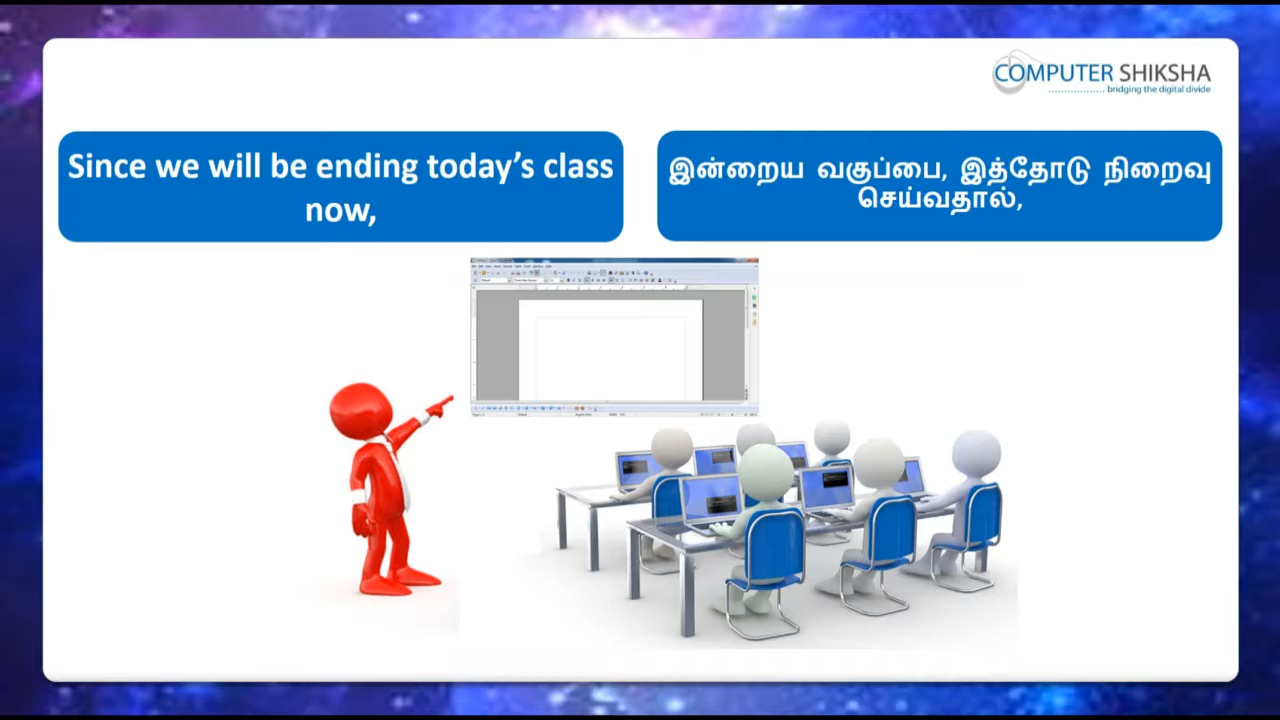 COMPUTER SHIKSHA
bridging the digital divide
Since we will be ending today’s class
now,
இன்றைய வகுப்பை, இத்தோடு நிறைவு
செய்வதால்,